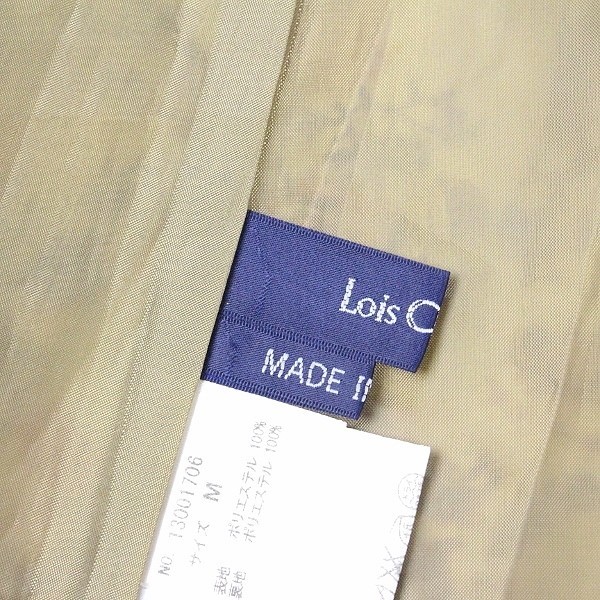 Lois C
MADE I
NO. 13001706
サイズ M
表地 ポリエステル 100%
裏地 ポリエステル 100%